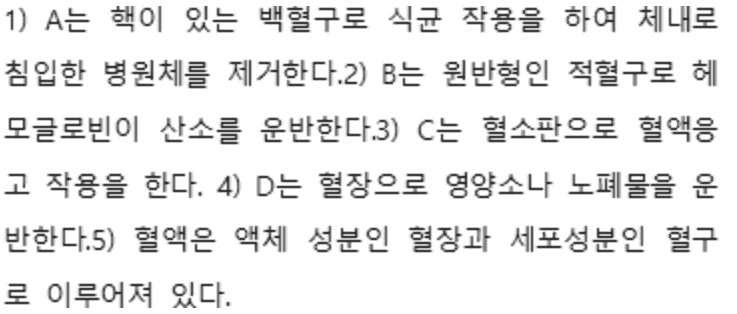 1) A는 핵이 있는 백혈구로 식균 작용을 하여 체내로
침입한 병원체를 제거한다.2) B는 원반형인 적혈구로 헤
모글로빈이 산소를 운반한다.3) C는 혈소판으로 혈액응
고 작용을 한다. 4) D는 혈장으로 영양소나 노폐물을 운
반한다.5) 혈액은 액체 성분인 혈장과 세포성분인 혈구
로 이루어져 있다.